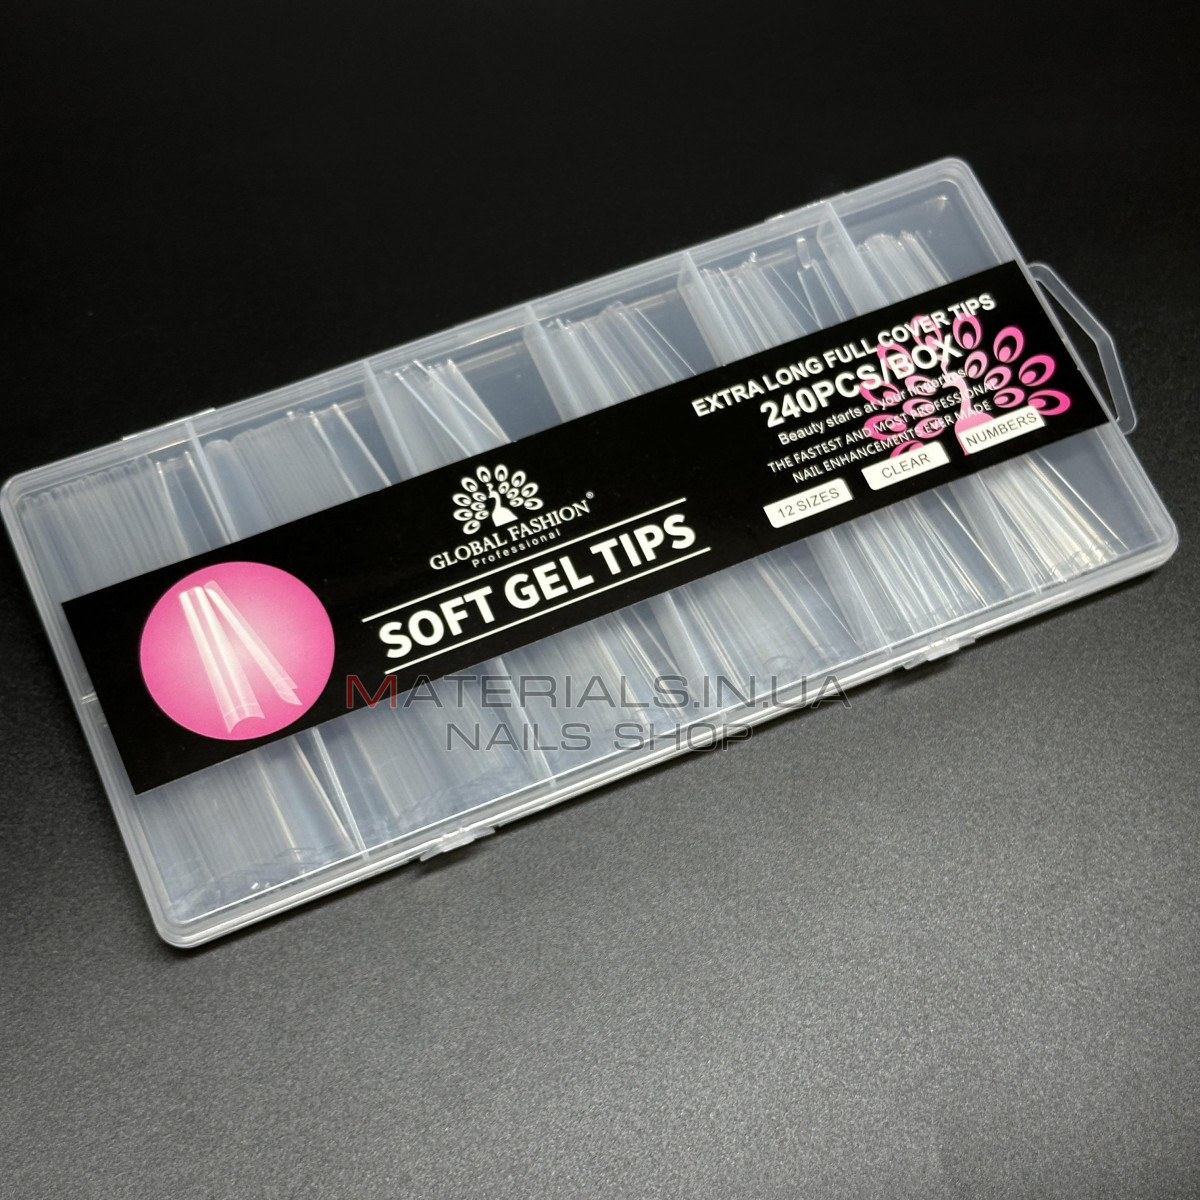 EXTRA LONG FULL COVER TIPS
240PCS/BOX
Beauty starts at your fingertips
THE FASTEST AND MOST PROFESSIONAL
NAIL ENHANCEMENTS EVER MADE
12 SIZES
CLEAR
NUMBERS
GLOBAL FASHION®
Professional
SOFT GEL TIPS
MATERIALS.IN.UA
NAILS SHOP